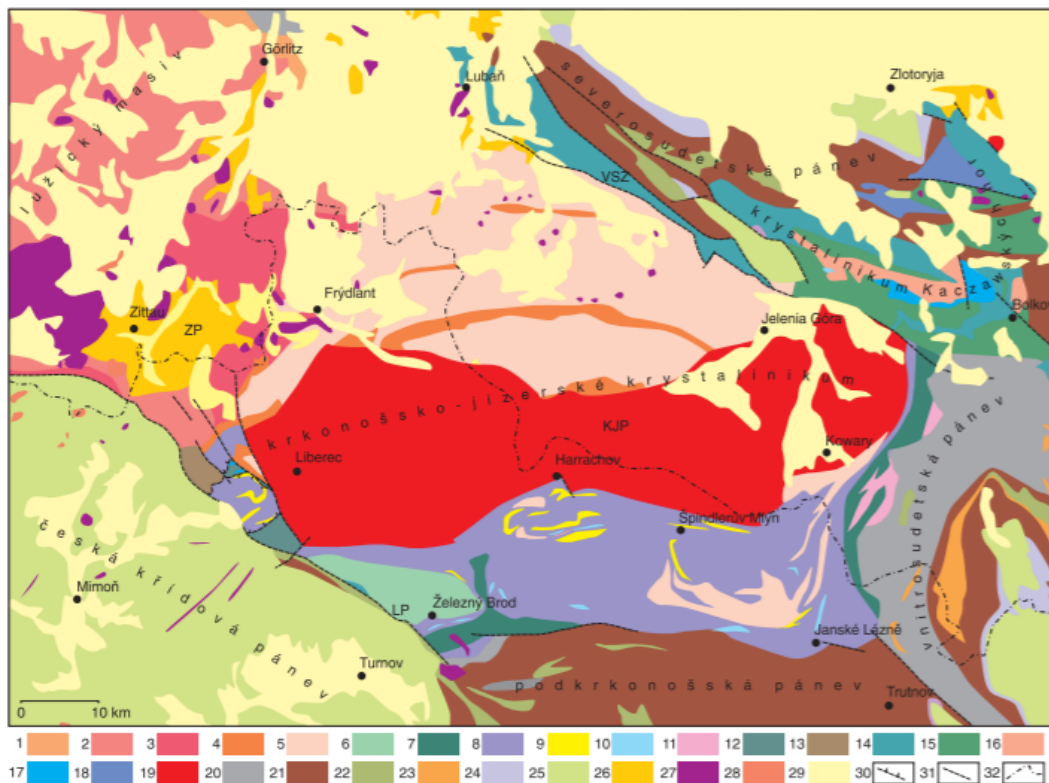 Görlitz
Lubań
Zlotoryja
lužický masiv
severosudetská pánev
VSZ
krystalinikum Kaczawských hor
Zittau
ZP
Frýdlant
Jelenia Góra
Bolkow
krkonošsko-jizerské krystalinikum
KJP
Kowary
Liberec
Harrachov
vnitrosudetská pánev
Špindlerův Mlýn
česká křídová pánev
Mimoň
LP
Železný Brod
Janské Lázně
Turnov
podkrkonošská pánev
Trutnov
0 10 km
1 2 3 4 5 6 7 8 9 10 11 12 13 14 15 16
17 18 19 20 21 22 23 24 25 26 27 28 29 30 31 32